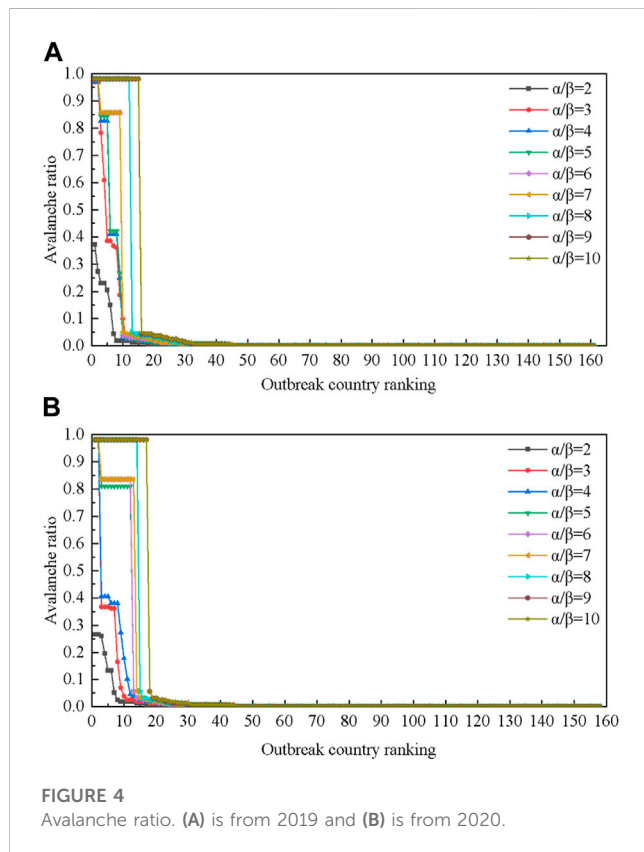 A
1.0
0.9
0.8
0.7
0.6
0.5
0.4
0.3
0.2
0.1
0.0
Avalanche ratio
α/β=2
α/β=3
α/β=4
α/β=5
α/β=6
α/β=7
α/β=8
α/β=9
α/β=10
0 10 20 30 40 50 60 70 80 90 100 110 120 130 140 150 160
Outbreak country ranking
B
1.0
0.9
0.8
0.7
0.6
0.5
0.4
0.3
0.2
0.1
0.0
Avalanche ratio
α/β=2
α/β=3
α/β=4
α/β=5
α/β=6
α/β=7
α/β=8
α/β=9
α/β=10
0 10 20 30 40 50 60 70 80 90 100 110 120 130 140 150 160
Outbreak country ranking
FIGURE 4
Avalanche ratio. (A) is from 2019 and (B) is from 2020.